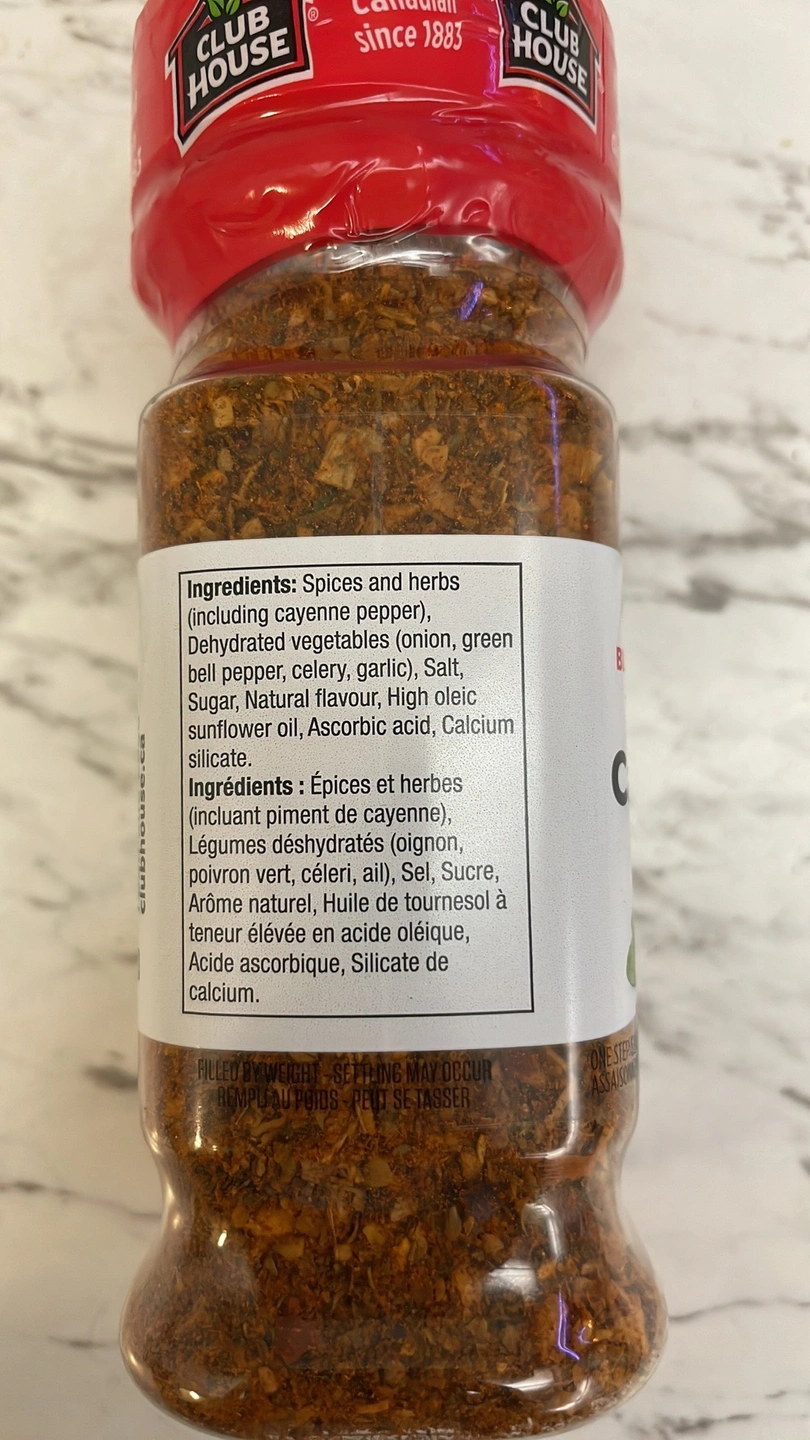 CLUB
HOUSE
®
Canadian
since 1883
CLUB
HOUSE
Ingredients: Spices and herbs
(including cayenne pepper),
Dehydrated vegetables (onion, green
bell pepper, celery, garlic), Salt,
Sugar, Natural flavour, High oleic
sunflower oil, Ascorbic acid, Calcium
silicate.
Ingrédients : Épices et herbes
(incluant piment de cayenne),
Légumes déshydratés (oignon,
poivron vert, céleri, ail), Sel, Sucre,
Arôme naturel, Huile de tournesol à
teneur élévée en acide oléique,
Acide ascorbique, Silicate de
calcium.
clubhouse.ca
FILLED BY WEIGHT - SETTLING MAY OCCUR
REMPLI AU POIDS - PEUT SE TASSER
ONE STEP